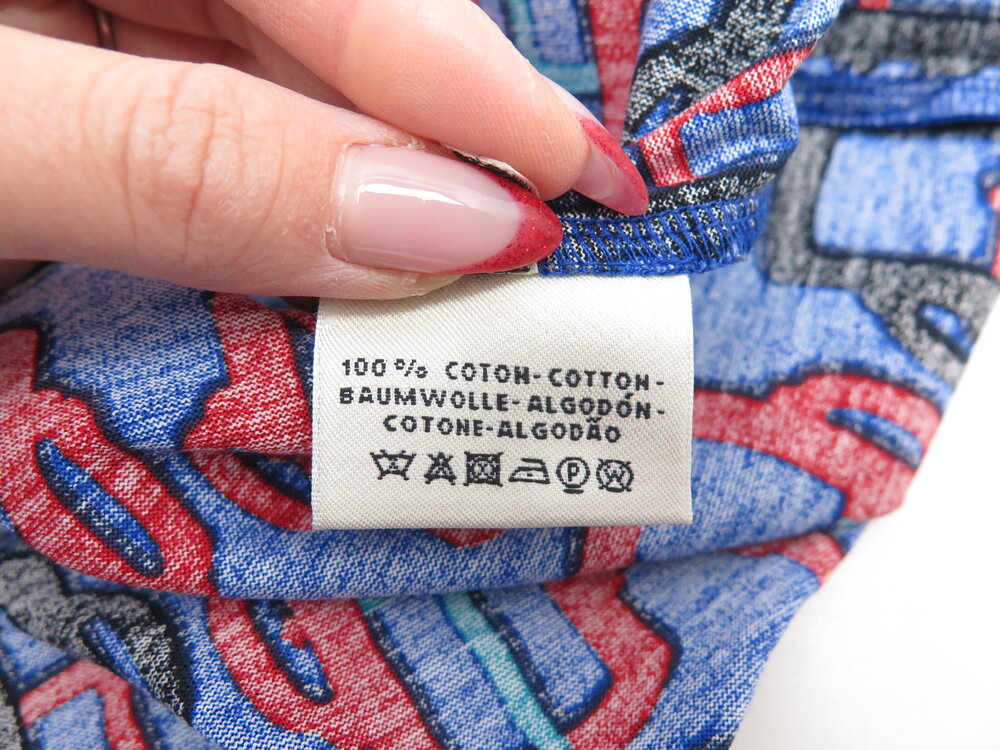 100% COTON-COTTON-
BAUMWOLLE-ALGODÓN-
COTONE-ALGODÃO
P W